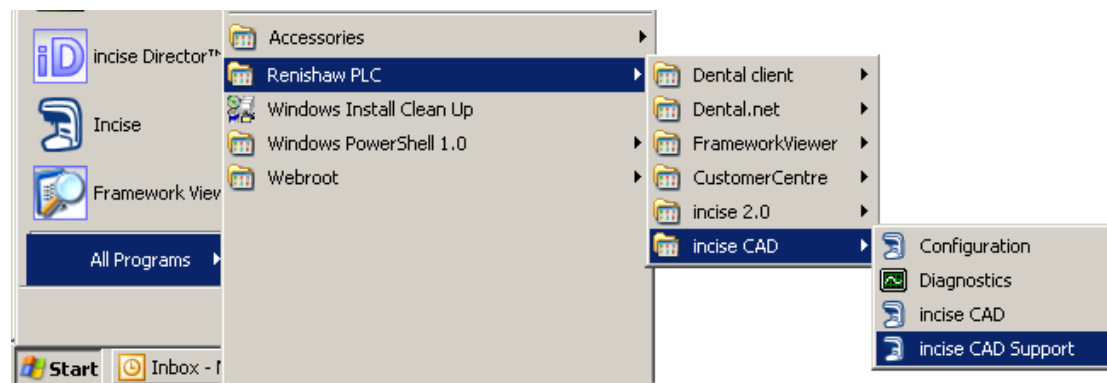 iD incise Director™
Incise
Framework View
All Programs
Start
Inbox -
Accessories
Renishaw PLC
Windows Install Clean Up
Windows PowerShell 1.0
Webroot
Dental client
Dental.net
FrameworkViewer
CustomerCentre
incise 2.0
incise CAD
Configuration
Diagnostics
incise CAD
incise CAD Support